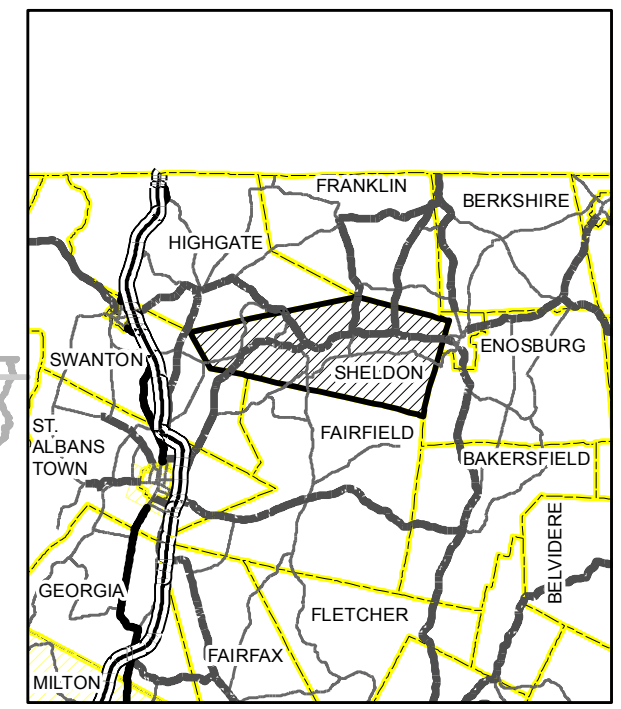 FRANKLIN
BERKSHIRE
HIGHGATE
SWANTON
ENOSBURG
SHELDON
ST.
ALBANS
TOWN
FAIRFIELD
BAKERSFIELD
BELVIDERE
GEORGIA
FLETCHER
FAIRFAX
MILTON